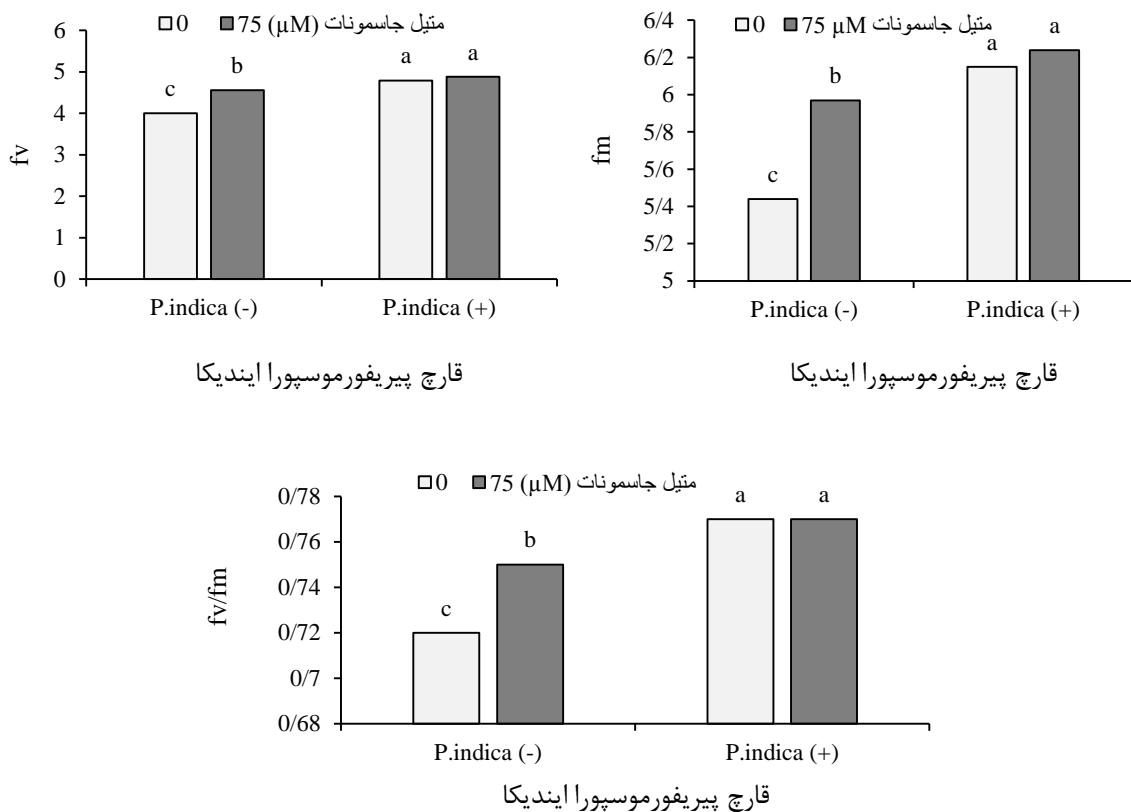 0 75 (µM) متیل جاسمونات
6
5
4
3
2
1
0
fv
c
b
a
a
P.indica (-) P.indica (+)
قارچ پیریفورموسپورا ایندیکا
0 75 µM متیل جاسمونات
6/4
6/2
6
5/8
5/6
5/4
5/2
5
fm
c
b
a
a
P.indica (-) P.indica (+)
قارچ پیریفورموسپورا ایندیکا
0 75 (µM) متیل جاسمونات
0/78
0/76
0/74
0/72
0/7
0/68
fv/fm
c
b
a
a
P.indica (-) P.indica (+)
قارچ پیریفورموسپورا ایندیکا